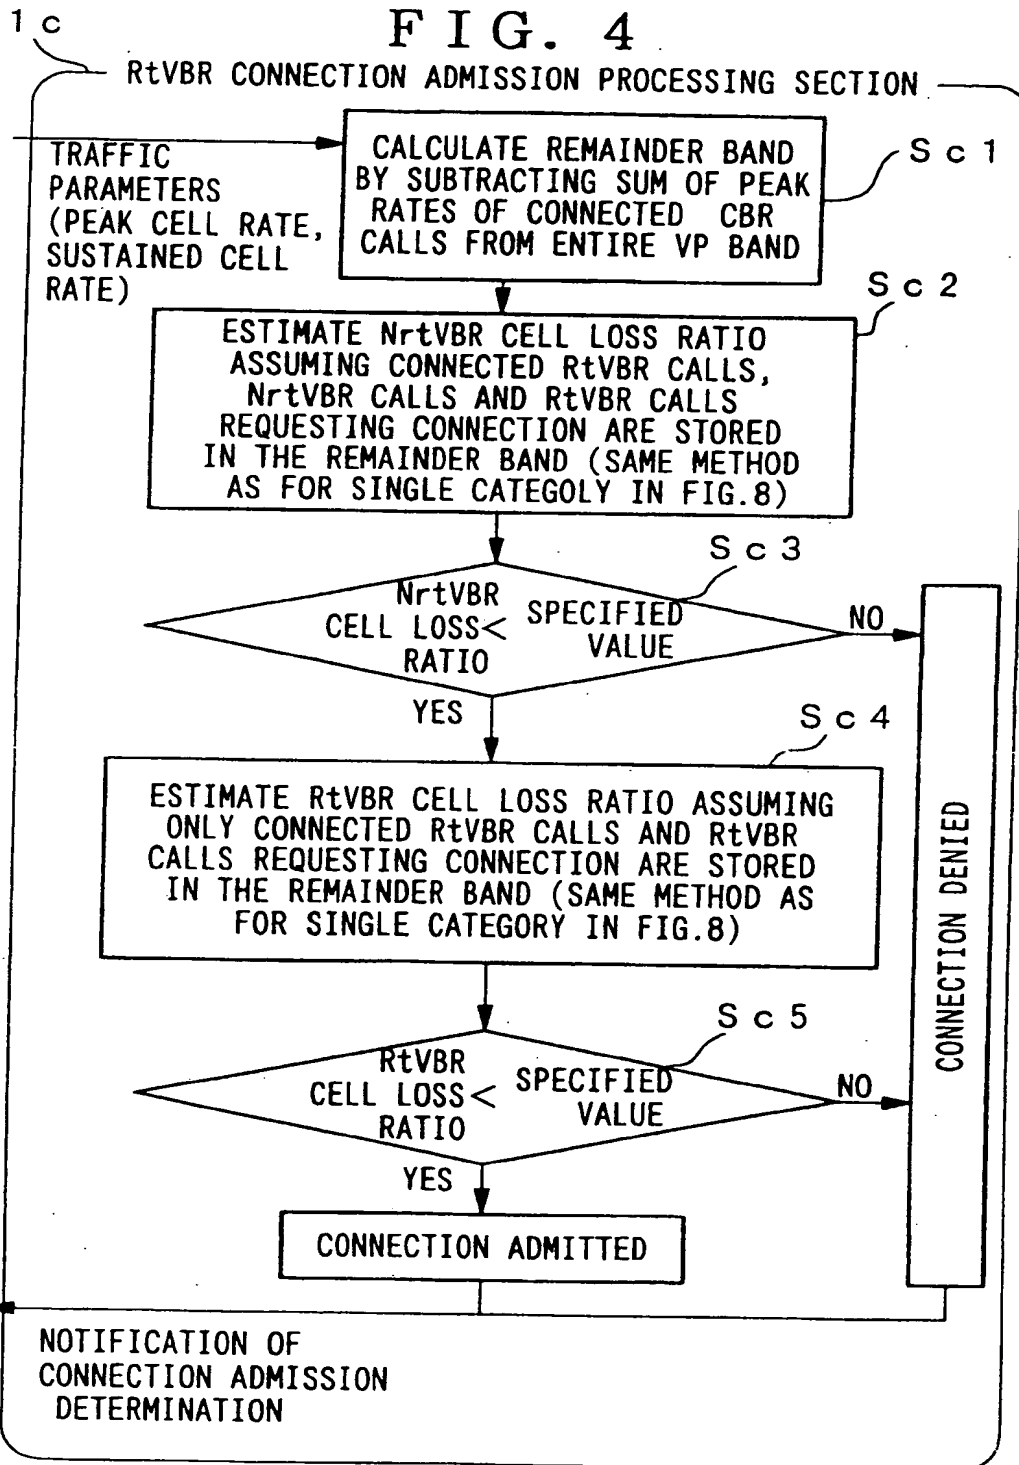 1 c
FIG. 4
RtVBR CONNECTION ADMISSION PROCESSING SECTION
TRAFFIC
PARAMETERS
(PEAK CELL RATE,
SUSTAINED CELL
RATE)
CALCULATE REMAINDER BAND
BY SUBTRACTING SUM OF PEAK
RATES OF CONNECTED CBR
CALLS FROM ENTIRE VP BAND
Sc1
Sc2
ESTIMATE NrtVBR CELL LOSS RATIO
ASSUMING CONNECTED RtVBR CALLS,
NrtVBR CALLS AND RtVBR CALLS
REQUESTING CONNECTION ARE STORED
IN THE REMAINDER BAND (SAME METHOD
AS FOR SINGLE CATEGOLY IN FIG.8)
Sc3
NrtVBR
CELL LOSS< SPECIFIED
RATIO VALUE
NO
YES
Sc4
ESTIMATE RtVBR CELL LOSS RATIO ASSUMING
ONLY CONNECTED RtVBR CALLS AND RtVBR
CALLS REQUESTING CONNECTION ARE STORED
IN THE REMAINDER BAND (SAME METHOD AS
FOR SINGLE CATEGORY IN FIG.8)
Sc5
RtVBR
CELL LOSS< SPECIFIED
RATIO VALUE
NO
YES
CONNECTION DENIED
CONNECTION ADMITTED
NOTIFICATION OF
CONNECTION ADMISSION
DETERMINATION